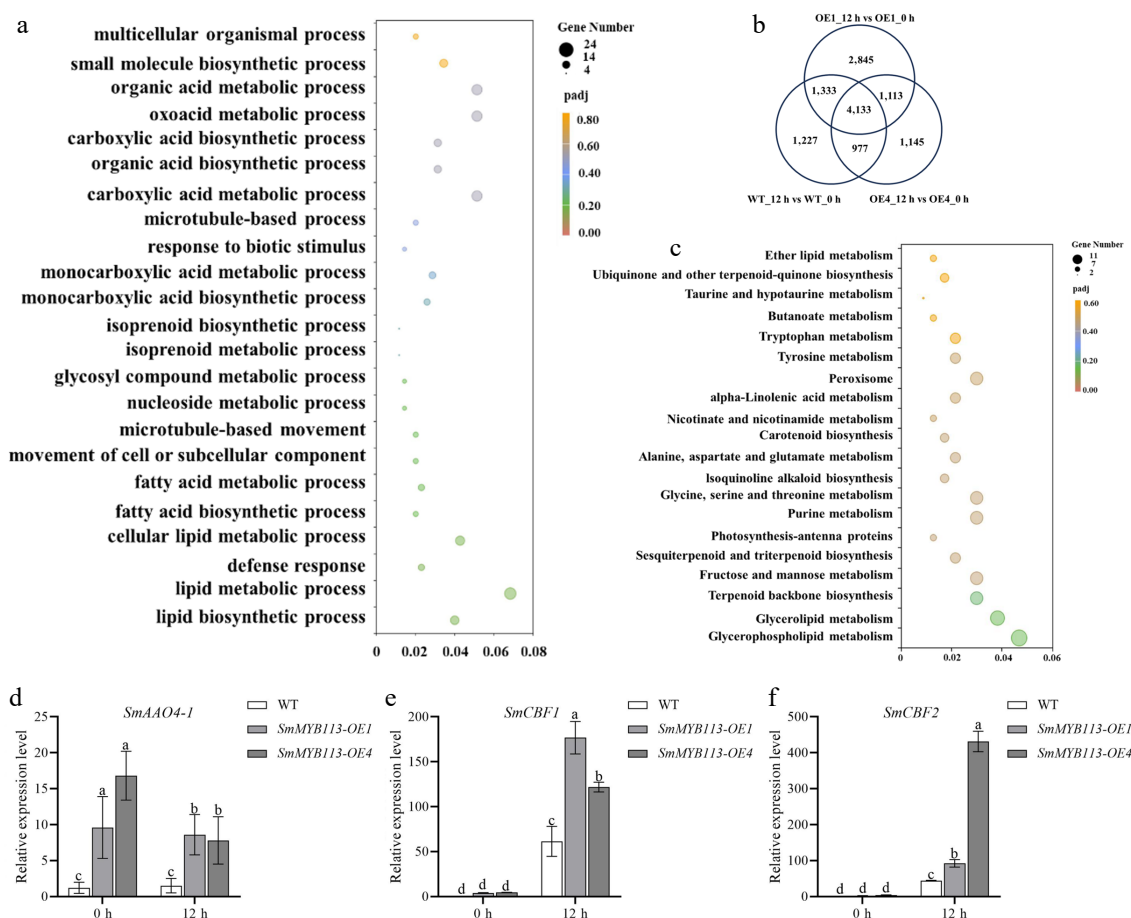 a
multicellular organismal process
small molecule biosynthetic process
organic acid metabolic process
oxoacid metabolic process
carboxylic acid biosynthetic process
organic acid biosynthetic process
carboxylic acid metabolic process
microtubule-based process
response to biotic stimulus
monocarboxylic acid metabolic process
monocarboxylic acid biosynthetic process
isoprenoid biosynthetic process
isoprenoid metabolic process
glycosyl compound metabolic process
nucleoside metabolic process
microtubule-based movement
movement of cell or subcellular component
fatty acid metabolic process
fatty acid biosynthetic process
cellular lipid metabolic process
defense response
lipid metabolic process
lipid biosynthetic process
0 0.02 0.04 0.06 0.08
Gene Number
24
14
4
padj
0.80
0.60
0.40
0.20
0.00
b
OE1_12 h vs OE1_0 h
2,845
1,333 1,113
4,133
1,227 977 1,145
WT_12 h vs WT_0 h OE4_12 h vs OE4_0 h
c
Ether lipid metabolism
Ubiquinone and other terpenoid-quinone biosynthesis
Taurine and hypotaurine metabolism
Butanoate metabolism
Tryptophan metabolism
Tyrosine metabolism
Peroxisome
alpha-Linolenic acid metabolism
Nicotinate and nicotinamide metabolism
Carotenoid biosynthesis
Alanine, aspartate and glutamate metabolism
Isoquinoline alkaloid biosynthesis
Glycine, serine and threonine metabolism
Purine metabolism
Photosynthesis-antenna proteins
Sesquiterpenoid and triterpenoid biosynthesis
Fructose and mannose metabolism
Terpenoid backbone biosynthesis
Glycerolipid metabolism
Glycerophospholipid metabolism
0 0.02 0.04 0.06
Gene Number
11
7
2
padj
0.60
0.40
0.20
0.00
d
SmAAO4-1
WT
SmMYB113-OE1
SmMYB113-OE4
Relative expression level
25
20
15
10
5
0
c a a c b b
0 h 12 h
e
SmCBF1
WT
SmMYB113-OE1
SmMYB113-OE4
Relative expression level
200
150
100
50
0
d d d c a b
0 h 12 h
f
SmCBF2
WT
SmMYB113-OE1
SmMYB113-OE4
Relative expression level
500
400
300
200
100
0
d d d c b a
0 h 12 h